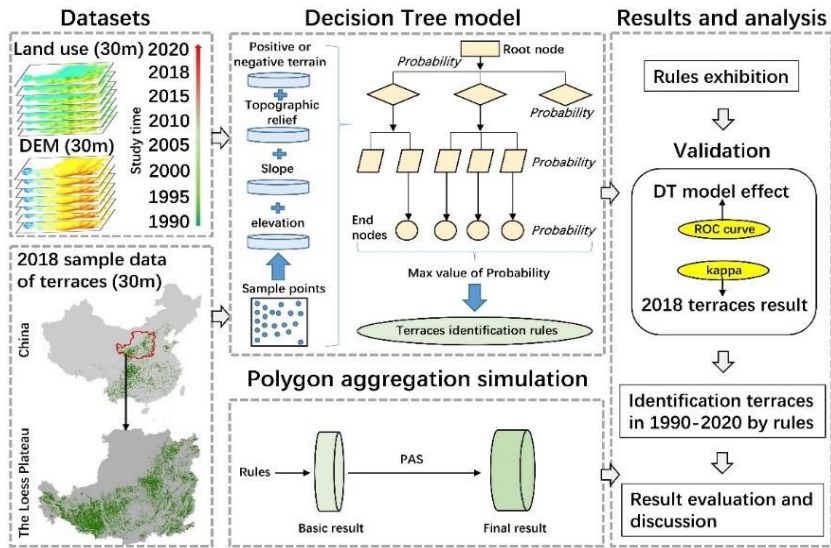 Datasets
Land use (30m)
2020
2018
2015
2010
2005
2000
1995
1990
Study time
DEM (30m)
2018 sample data
of terraces (30m)
China
The Loess Plateau
Decision Tree model
Positive or
negative terrain
Topographic
relief
Slope
elevation
Sample points
Root node
Probability
Probability
Probability
End
nodes
Probability
Max value of Probability
Terraces identification rules
Polygon aggregation simulation
Rules
PAS
Basic result
Final result
Results and analysis
Rules exhibition
Validation
DT model effect
ROC curve
kappa
2018 terraces result
Identification terraces
in 1990-2020 by rules
Result evaluation and
discussion